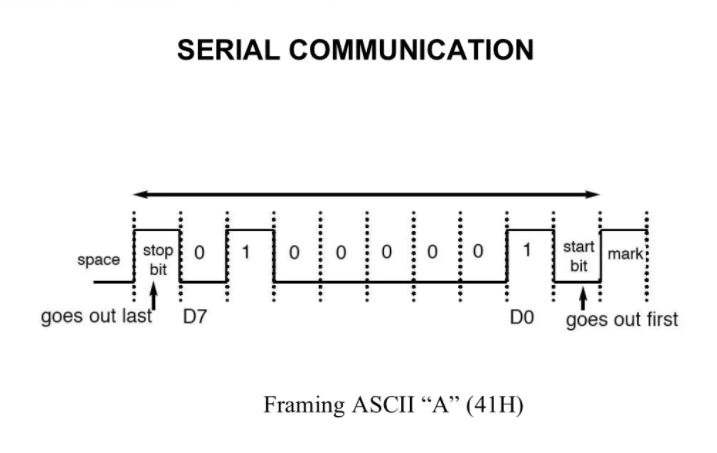 SERIAL COMMUNICATION
space stop bit 0 1 0 0 0 0 0 1 start bit mark
goes out last D7 D0 goes out first
Framing ASCII “A” (41H)